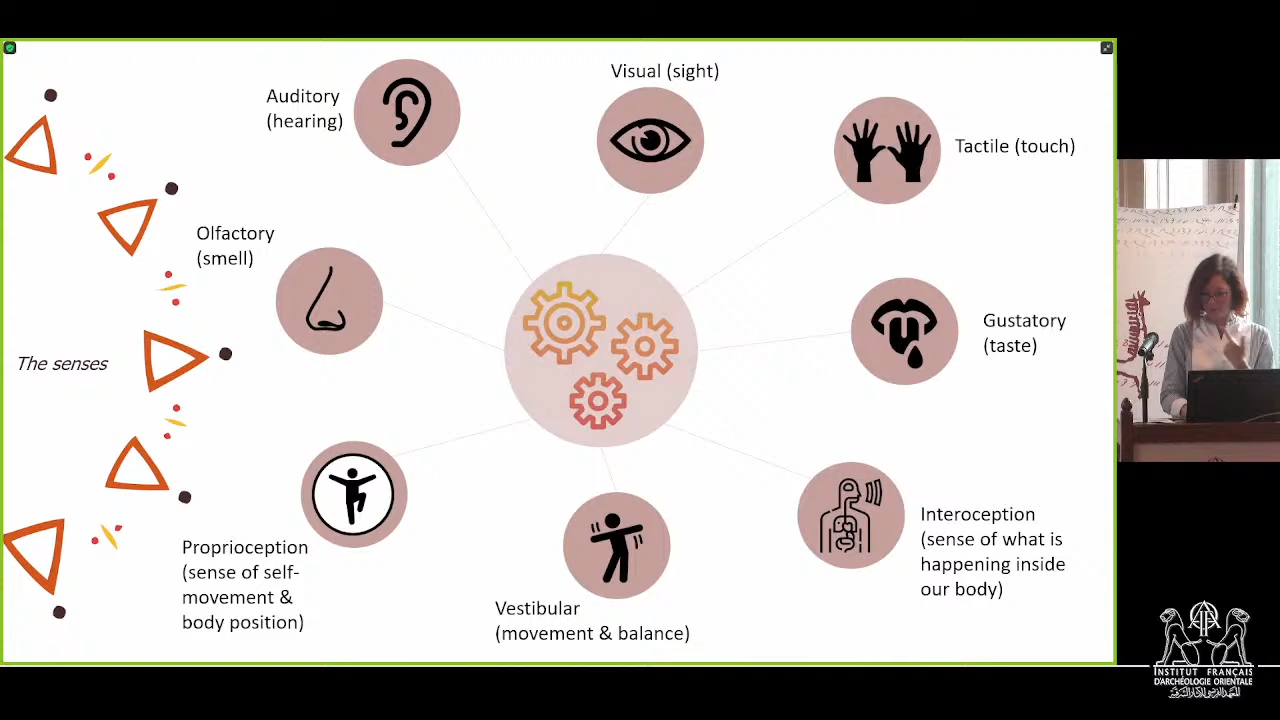 Visual (sight)
Auditory
(hearing)
Tactile (touch)
Olfactory
(smell)
Gustatory
(taste)
The senses
Interoception
(sense of what is
happening inside
our body)
Proprioception
(sense of self-
movement &
body position)
Vestibular
(movement & balance)
INSTITUT FRANÇAIS
D'ARCHÉOLOGIE ORIENTALE